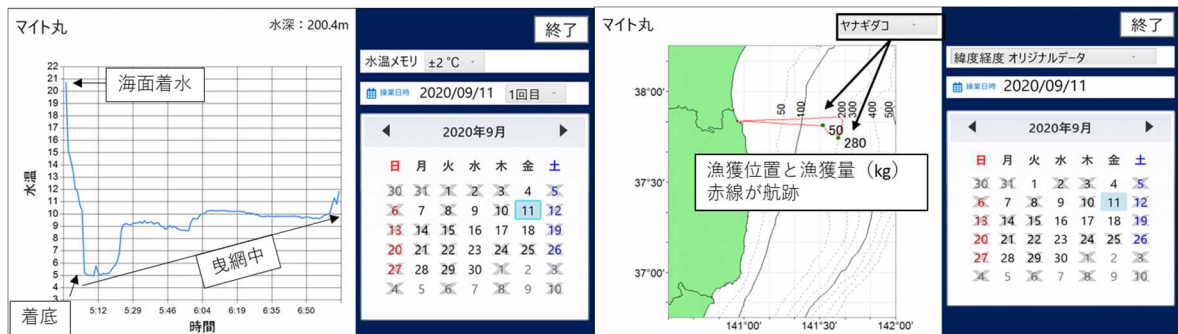 マイト丸
水深：200.4m
終了
水温メモリ ±2 ℃
操業日時 2020/09/11 1回目
海面着水
着底
曳網中
水温
22
21
20
19
18
17
16
15
14
13
12
11
10
9
8
7
6
5
4
3
5:12 5:29 5:46 6:04 6:18 6:35 6:50
時間
2020年9月
日 月 火 水 木 金 土
30 31 1 2 3 4 5
6 7 8 9 10 11 12
13 14 15 16 17 18 19
20 21 22 23 24 25 26
27 28 29 30 1 2 3
4 5 6 7 8 9 10
マイト丸
ヤナギダコ
終了
緯度経度 オリジナルデータ
操業日時 2020/09/11
38°00'
37°30'
37°00'
50 100 200 300 400 500
50
280
漁獲位置と漁獲量（kg）
赤線が航跡
141°00' 141°30' 142°00'
2020年9月
日 月 火 水 木 金 土
30 31 1 2 3 4 5
6 7 8 9 10 11 12
13 14 15 16 17 18 19
20 21 22 23 24 25 26
27 28 29 30 1 2 3
4 5 6 7 8 9 10